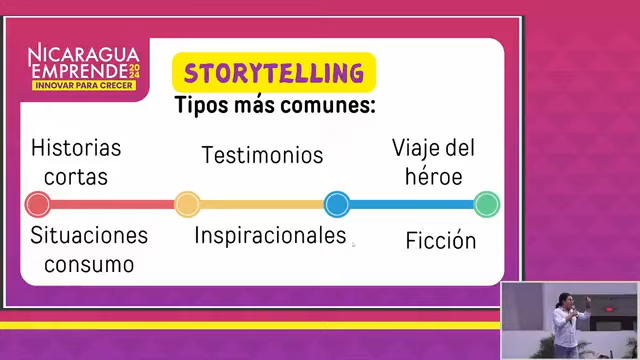 NICARAGUA
EMPRENDE 2024
INNOVAR PARA CRECER
STORYTELLING
Tipos más comunes:
Historias
cortas
Testimonios
Viaje del
héroe
Situaciones
consumo
Inspiracionales
Ficción